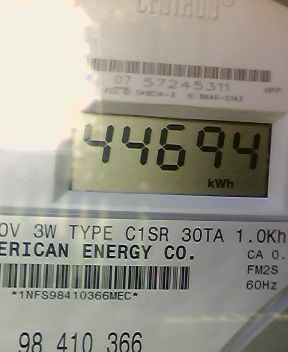 CENTRON
07 57245311
44694
kWh
0V 3W TYPE C1SR 30TA 1.0Kh
ERICAN ENERGY CO.
CA 0.
FM2S
60Hz
*1NFS98410366MEC*
98 410 366